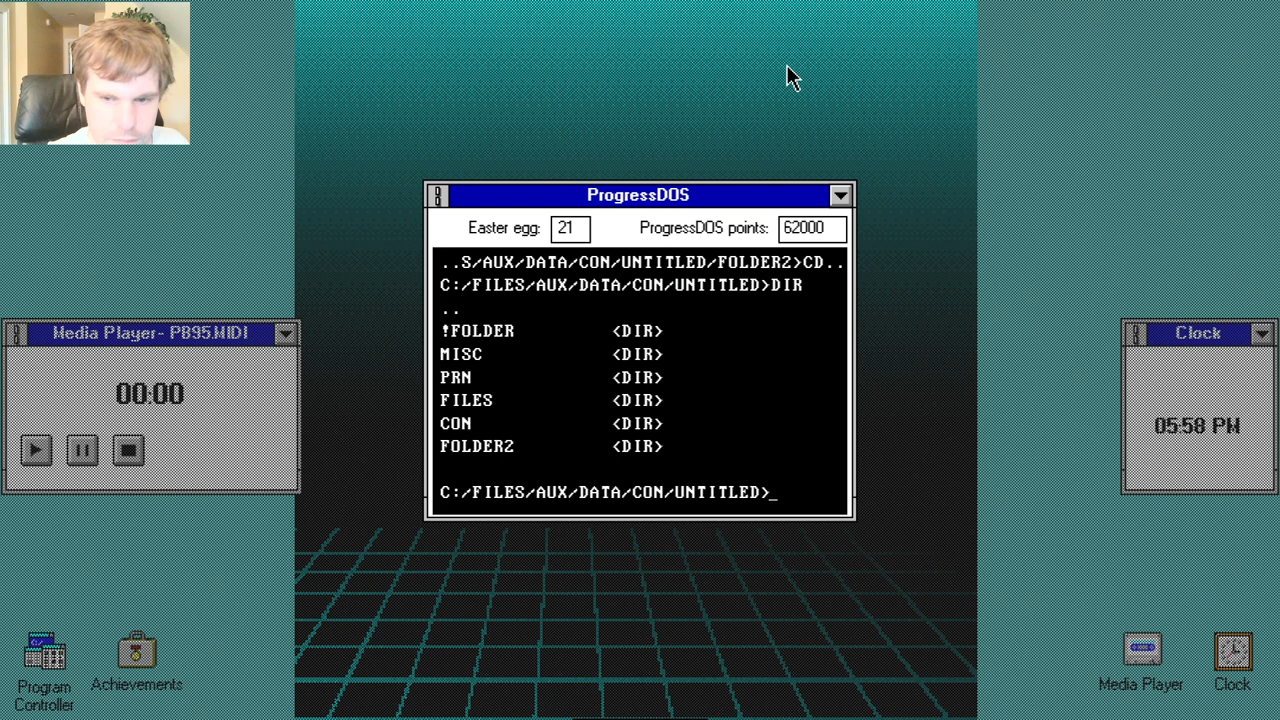 ProgressDOS
Easter egg: 21 ProgressDOS points: 62000
..S/AUX/DATA/CON/UNTITLED/FOLDER2>CD..
C:/FILES/AUX/DATA/CON/UNTITLED>DIR
..
!FOLDER <DIR>
MISC <DIR>
PRN <DIR>
FILES <DIR>
CON <DIR>
FOLDER2 <DIR>
C:/FILES/AUX/DATA/CON/UNTITLED>_
Media Player- PB95.MIDI
00:00
Clock
05:58 PM
Program
Controller
Achievements
Media Player
Clock